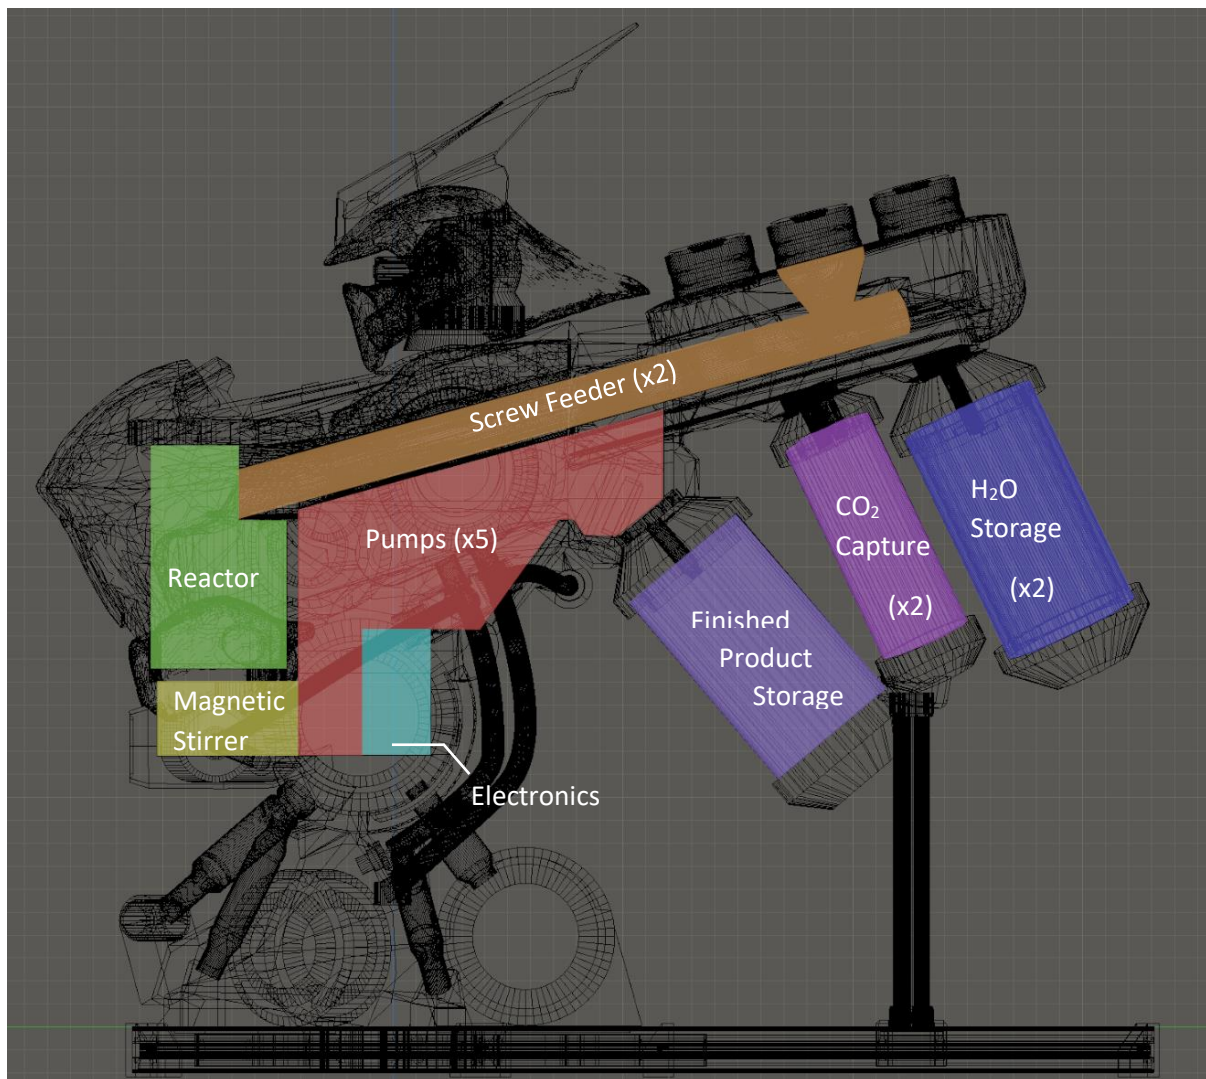 Screw Feeder (x2)
Pumps (x5)
Reactor
Magnetic
Stirrer
Electronics
Finished
Product
Storage
CO₂
Capture
(x2)
H₂O
Storage
(x2)